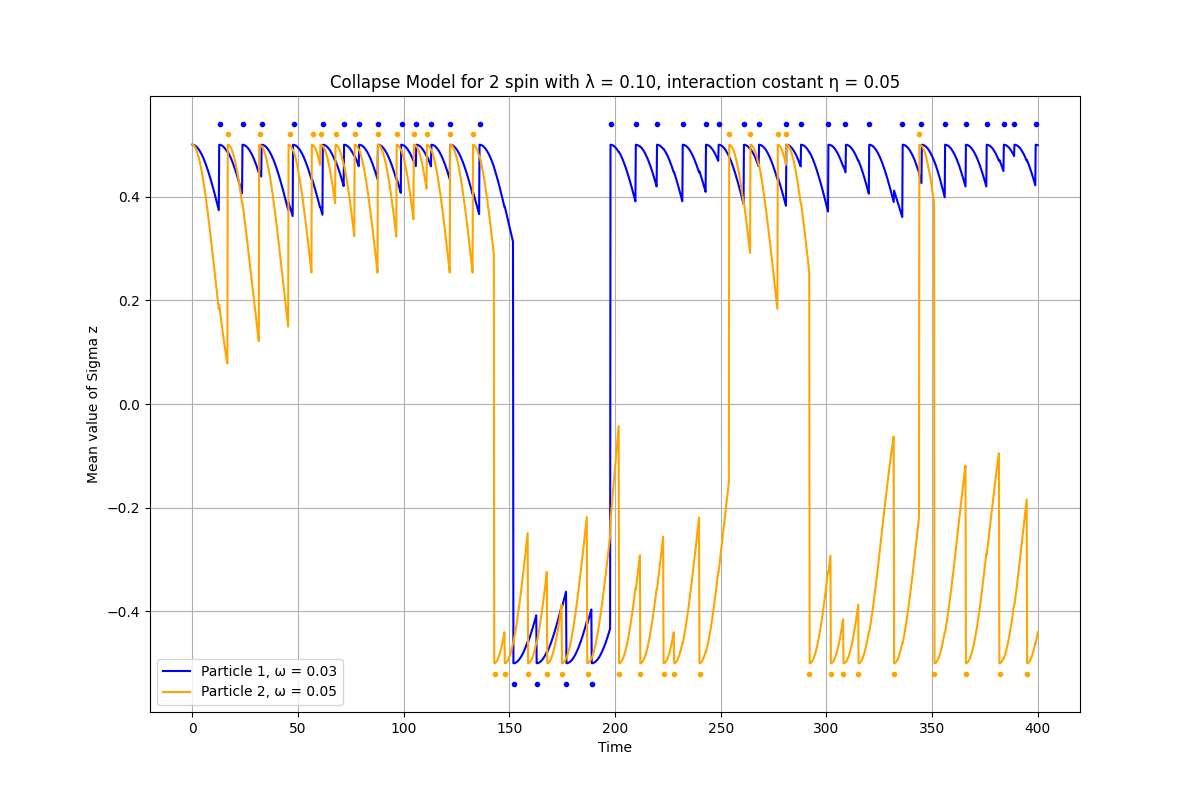 Collapse Model for 2 spin with λ = 0.10, interaction costant η = 0.05
Mean value of Sigma z
0.4
0.2
0.0
−0.2
−0.4
Particle 1, ω = 0.03
Particle 2, ω = 0.05
0 50 100 150 200 250 300 350 400
Time